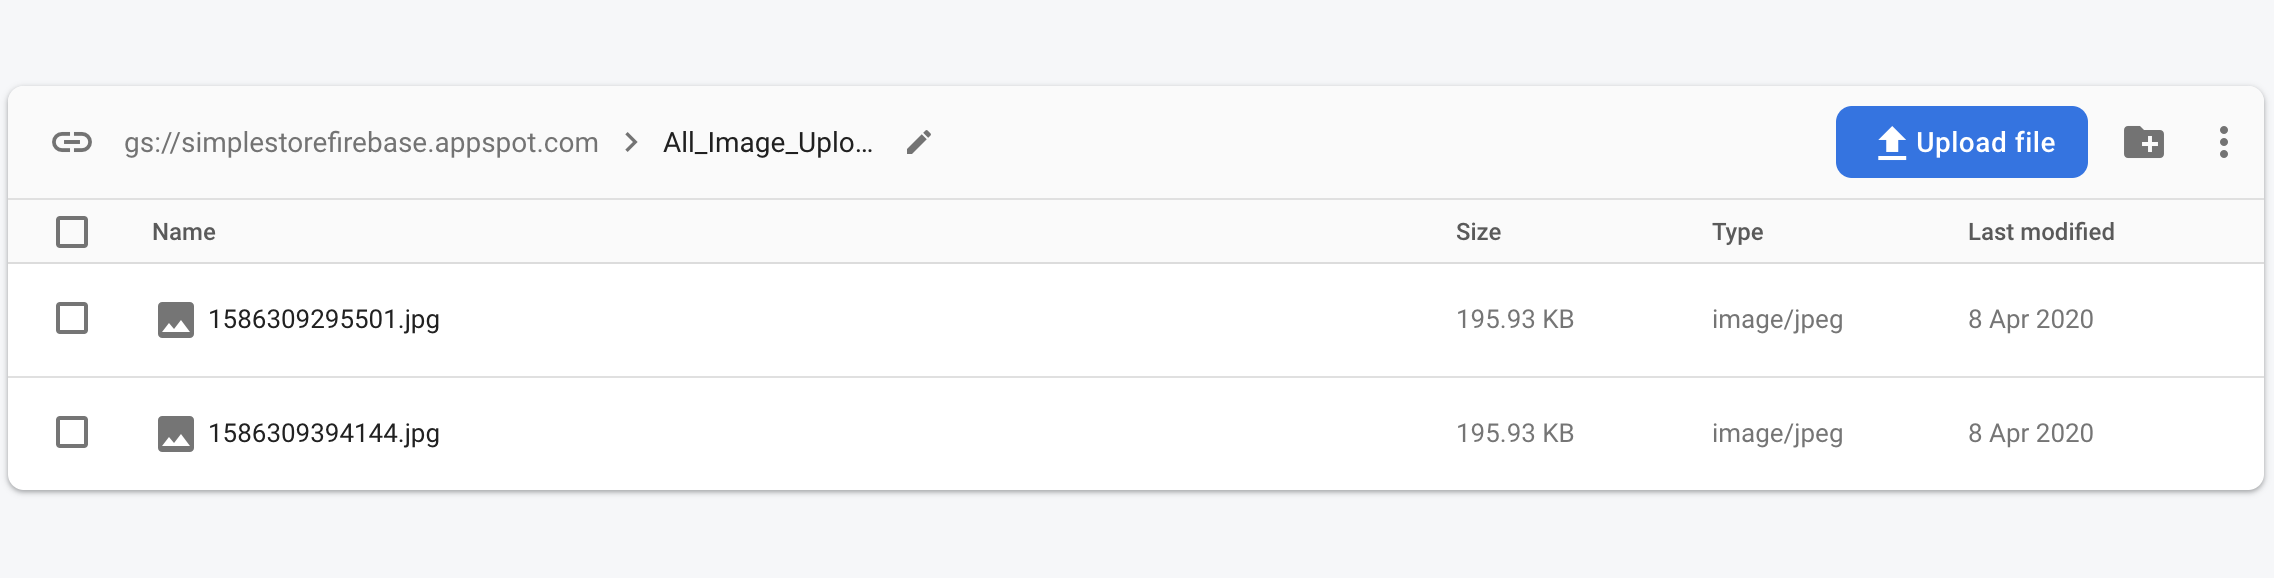 gs://simplestorefirebase.appspot.com > All_Image_Uplo... Upload file
Name Size Type Last modified
1586309295501.jpg 195.93 KB image/jpeg 8 Apr 2020
1586309394144.jpg 195.93 KB image/jpeg 8 Apr 2020